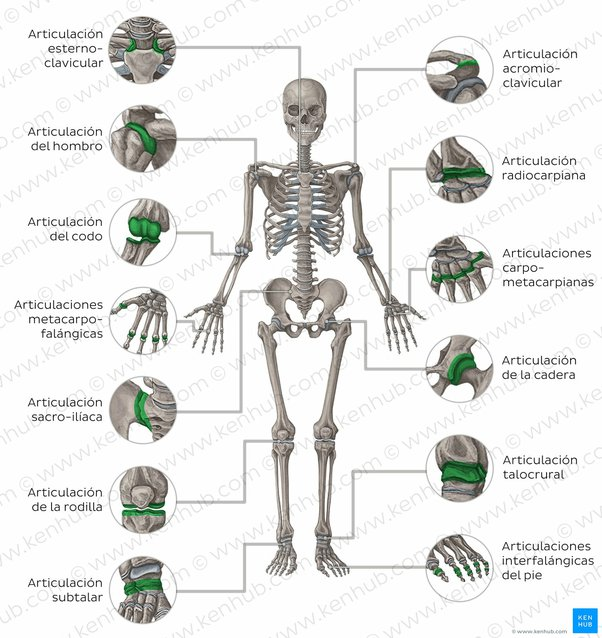 Articulación
esterno-
clavicular
Articulación
del hombro
Articulación
del codo
Articulaciones
metacarpo-
falángicas
Articulación
sacro-ilíaca
Articulación
de la rodilla
Articulación
subtalar
Articulación
acromio-
clavicular
Articulación
radiocarpiana
Articulaciones
carpo-
metacarpianas
Articulación
de la cadera
Articulación
talocrural
Articulaciones
interfalángicas
del pie
KEN
HUB
© www.kenhub.com